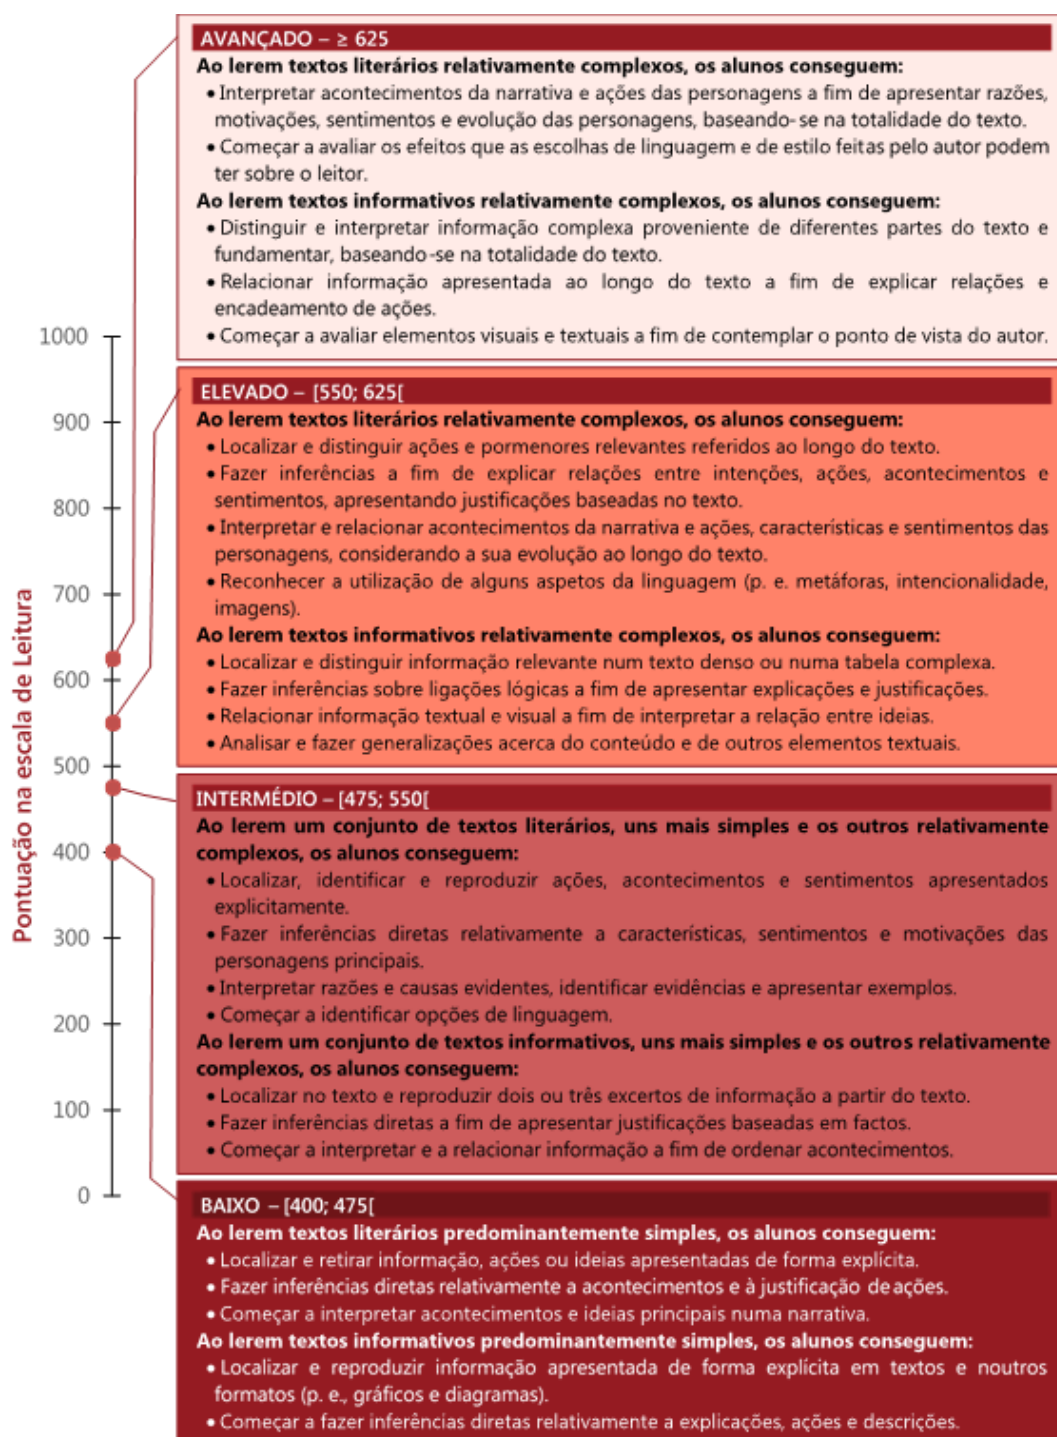 AVANÇADO – ≥ 625
Ao lerem textos literários relativamente complexos, os alunos conseguem:
• Interpretar acontecimentos da narrativa e ações das personagens a fim de apresentar razões,
motivações, sentimentos e evolução das personagens, baseando-se na totalidade do texto.
• Começar a avaliar os efeitos que as escolhas de linguagem e de estilo feitas pelo autor podem
ter sobre o leitor.
Ao lerem textos informativos relativamente complexos, os alunos conseguem:
• Distinguir e interpretar informação complexa proveniente de diferentes partes do texto e
fundamentar, baseando-se na totalidade do texto.
• Relacionar informação apresentada ao longo do texto a fim de explicar relações e
encadeamento de ações.
• Começar a avaliar elementos visuais e textuais a fim de contemplar o ponto de vista do autor.
ELEVADO – [550; 625[
Ao lerem textos literários relativamente complexos, os alunos conseguem:
• Localizar e distinguir ações e pormenores relevantes referidos ao longo do texto.
• Fazer inferências a fim de explicar relações entre intenções, ações, acontecimentos e
sentimentos, apresentando justificações baseadas no texto.
• Interpretar e relacionar acontecimentos da narrativa e ações, características e sentimentos das
personagens, considerando a sua evolução ao longo do texto.
• Reconhecer a utilização de alguns aspetos da linguagem (p. e. metáforas, intencionalidade,
imagens).
Ao lerem textos informativos relativamente complexos, os alunos conseguem:
• Localizar e distinguir informação relevante num texto denso ou numa tabela complexa.
• Fazer inferências sobre ligações lógicas a fim de apresentar explicações e justificações.
• Relacionar informação textual e visual a fim de interpretar a relação entre ideias.
• Analisar e fazer generalizações acerca do conteúdo e de outros elementos textuais.
INTERMÉDIO – [475; 550[
Ao lerem um conjunto de textos literários, uns mais simples e os outros relativamente
complexos, os alunos conseguem:
• Localizar, identificar e reproduzir ações, acontecimentos e sentimentos apresentados
explicitamente.
• Fazer inferências diretas relativamente a características, sentimentos e motivações das
personagens principais.
• Interpretar razões e causas evidentes, identificar evidências e apresentar exemplos.
• Começar a identificar opções de linguagem.
Ao lerem um conjunto de textos informativos, uns mais simples e os outros relativamente
complexos, os alunos conseguem:
• Localizar no texto e reproduzir dois ou três excertos de informação a partir do texto.
• Fazer inferências diretas a fim de apresentar justificações baseadas em factos.
• Começar a interpretar e a relacionar informação a fim de ordenar acontecimentos.
BAIXO – [400; 475[
Ao lerem textos literários predominantemente simples, os alunos conseguem:
• Localizar e retirar informação, ações ou ideias apresentadas de forma explícita.
• Fazer inferências diretas relativamente a acontecimentos e à justificação de ações.
• Começar a interpretar acontecimentos e ideias principais numa narrativa.
Ao lerem textos informativos predominantemente simples, os alunos conseguem:
• Localizar e reproduzir informação apresentada de forma explícita em textos e noutros
formatos (p. e., gráficos e diagramas).
• Começar a fazer inferências diretas relativamente a explicações, ações e descrições.
Pontuação na escala de Leitura
1000
900
800
700
600
500
400
300
200
100
0